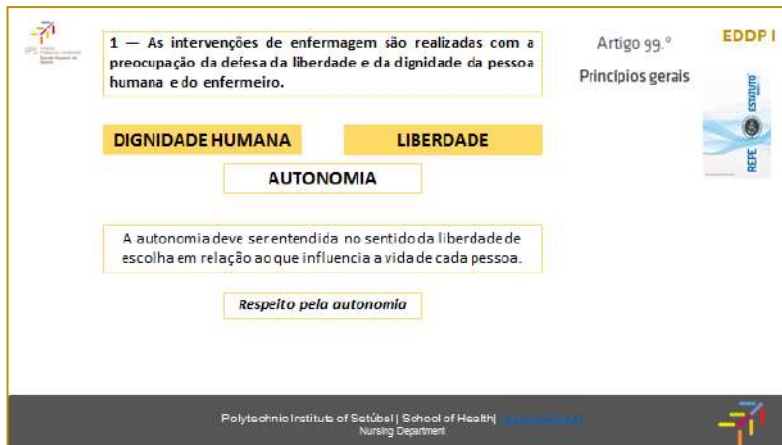 1 — As intervenções de enfermagem são realizadas com a
preocupação da defesa da liberdade e da dignidade da pessoa
humana e do enfermeiro.
Artigo 99.º
Princípios gerais
EDDP I
REPE ESTATUTO
DIGNIDADE HUMANA
LIBERDADE
AUTONOMIA
A autonomia deve ser entendida no sentido da liberdade de
escolha em relação ao que influencia a vida de cada pessoa.
Respeito pela autonomia
Polytechnic Institute of Setúbal | School of Health|
Nursing Department